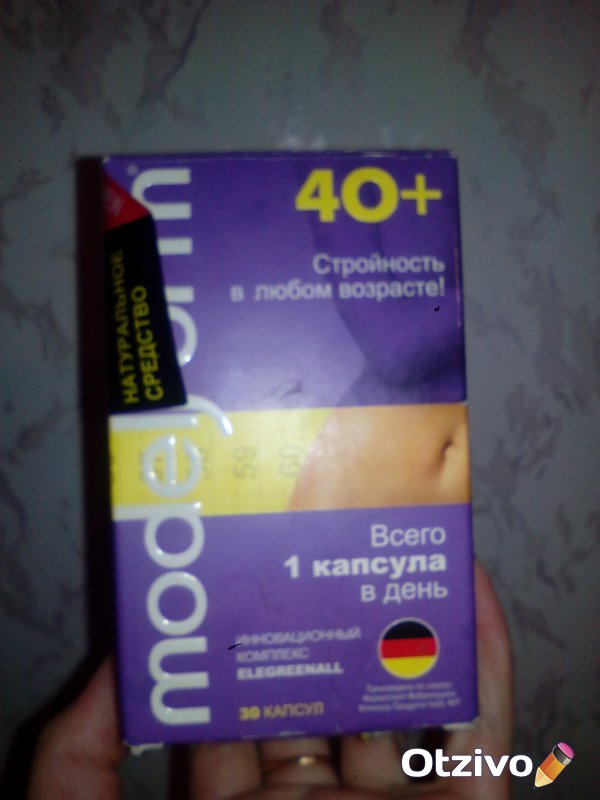 modelform®
НАТУРАЛЬНОЕ
СРЕДСТВО
40+
Стройность
в любом возрасте!
59
60
Всего
1 капсула
в день
ИННОВАЦИОННЫЙ
КОМПЛЕКС
ELEGREENALL
30 КАПСУЛ
Otzivo